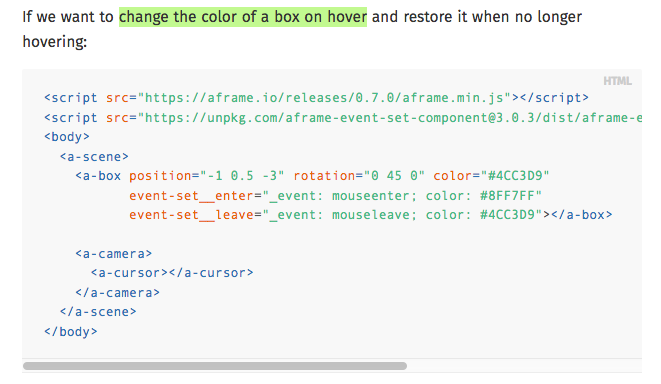 If we want to change the color of a box on hover and restore it when no longer
hovering:
HTML
<script src="https://aframe.io/releases/0.7.0/aframe.min.js"></script>
<script src="https://unpkg.com/aframe-event-set-component@3.0.3/dist/aframe-e
<body>
  <a-scene>
    <a-box position="-1 0.5 -3" rotation="0 45 0" color="#4CC3D9"
           event-set__enter="_event: mouseenter; color: #8FF7FF"
           event-set__leave="_event: mouseleave; color: #4CC3D9"></a-box>

    <a-camera>
      <a-cursor></a-cursor>
    </a-camera>
  </a-scene>
</body>